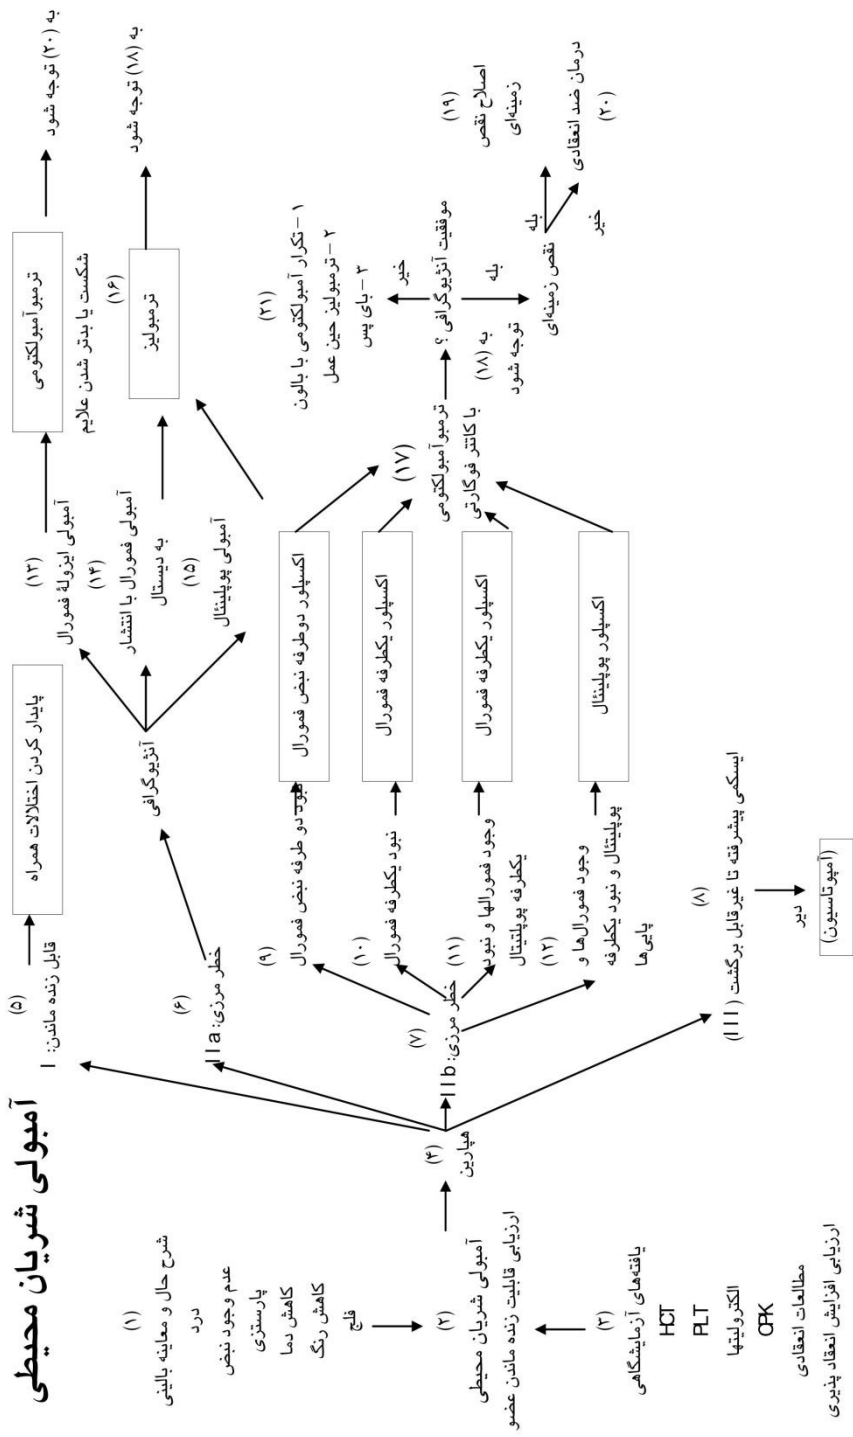 آمبولی شریان محیطی
(۱)
شرح حال و معاینه بالینی
درد
عدم وجود نبض
پارستزی
کاهش دما
کاهش رنگ
فلج
(۲)
آمبولی شریان محیطی
ارزیابی قابلیت زنده ماندن عضو
(۳)
یافته‌های آزمایشگاهی
HCT
PLT
الکترولیتها
CPK
مطالعات انعقادی
ارزیابی افزایش انعقاد پذیری
(۴)
هپارین
(۵)
قابل زنده ماندن: I
پایدار کردن اختلالات همراه
(۶)
خطر مرزی: IIa
آنژیوگرافی
(۷)
خطر مرزی: IIb
(۸)
ایسکمی پیشرفته تا غیرقابل برگشت (III)
دیر
(آمپوتاسیون)
(۹)
نبود دو طرفه نبض فمورال
(۱۰)
نبود یکطرفه فمورال
(۱۱)
وجود فمورالها و نبود
یکطرفه پوپلیتئال
(۱۲)
وجود فمورال‌ها و
پوپلیتئال و نبود یکطرفه
پایی‌ها
اکسپلور دوطرفه نبض فمورال
اکسپلور یکطرفه فمورال
اکسپلور یکطرفه فمورال
اکسپلور پوپلیتئال
(۱۳)
آمبولی ایزولهٔ فمورال
(۱۴)
آمبولی فمورال با انتشار
به دیستال
(۱۵)
آمبولی پوپلیتئال
ترمبوآمبولکتومی
شکست یا بدتر شدن علایم
(۱۶)
ترمبولیز
به (۲۰) توجه شود
به (۱۸) توجه شود
(۱۷)
ترمبوآمبولکتومی
با کاتتر فوگارتی
موفقیت آنژیوگرافی ؟
خیر
(۲۱)
۱ – تکرار آمبولکتومی با بالون
۲ – ترمبولیز حین عمل
۳ – بای پس
بله
به (۱۸)
توجه شود
نقص زمینه‌ای
بله
(۱۹)
اصلاح نقص
زمینه‌ای
خیر
درمان ضد انعقادی
(۲۰)